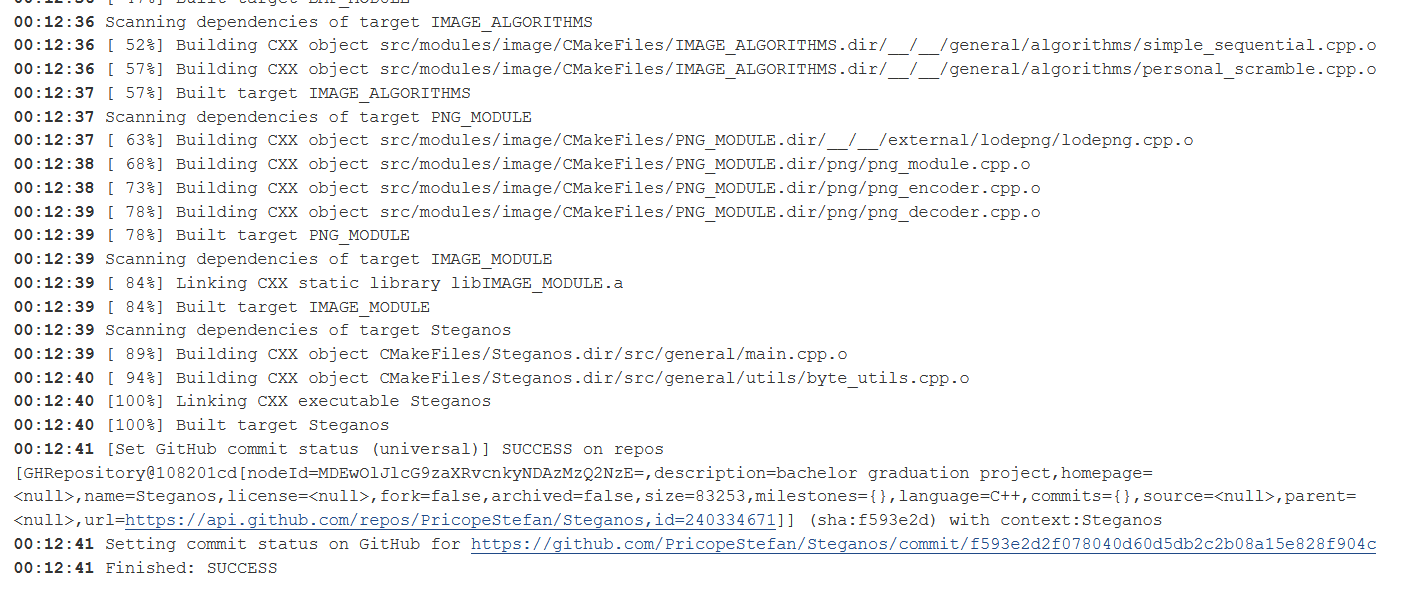 00:12:36 Scanning dependencies of target IMAGE_ALGORITHMS
00:12:36 [ 52%] Building CXX object src/modules/image/CMakeFiles/IMAGE_ALGORITHMS.dir/__/__/general/algorithms/simple_sequential.cpp.o
00:12:36 [ 57%] Building CXX object src/modules/image/CMakeFiles/IMAGE_ALGORITHMS.dir/__/__/general/algorithms/personal_scramble.cpp.o
00:12:37 [ 57%] Built target IMAGE_ALGORITHMS
00:12:37 Scanning dependencies of target PNG_MODULE
00:12:37 [ 63%] Building CXX object src/modules/image/CMakeFiles/PNG_MODULE.dir/__/__/external/lodepng/lodepng.cpp.o
00:12:38 [ 68%] Building CXX object src/modules/image/CMakeFiles/PNG_MODULE.dir/png/png_module.cpp.o
00:12:38 [ 73%] Building CXX object src/modules/image/CMakeFiles/PNG_MODULE.dir/png/png_encoder.cpp.o
00:12:39 [ 78%] Building CXX object src/modules/image/CMakeFiles/PNG_MODULE.dir/png/png_decoder.cpp.o
00:12:39 [ 78%] Built target PNG_MODULE
00:12:39 Scanning dependencies of target IMAGE_MODULE
00:12:39 [ 84%] Linking CXX static library libIMAGE_MODULE.a
00:12:39 [ 84%] Built target IMAGE_MODULE
00:12:39 Scanning dependencies of target Steganos
00:12:39 [ 89%] Building CXX object CMakeFiles/Steganos.dir/src/general/main.cpp.o
00:12:40 [ 94%] Building CXX object CMakeFiles/Steganos.dir/src/general/utils/byte_utils.cpp.o
00:12:40 [100%] Linking CXX executable Steganos
00:12:40 [100%] Built target Steganos
00:12:41 [Set GitHub commit status (universal)] SUCCESS on repos
[GHRepository@108201cd[nodeId=MDEwOlJlcG9zaXRvcnkyNDAzMzQ2NzE=,description=bachelor graduation project,homepage=
<null>,name=Steganos,license=<null>,fork=false,archived=false,size=83253,milestones={},language=C++,commits={},source=<null>,parent=
<null>,url=https://api.github.com/repos/PricopeStefan/Steganos,id=240334671]] (sha:f593e2d) with context:Steganos
00:12:41 Setting commit status on GitHub for https://github.com/PricopeStefan/Steganos/commit/f593e2d2f078040d60d5db2c2b08a15e828f904c
00:12:41 Finished: SUCCESS